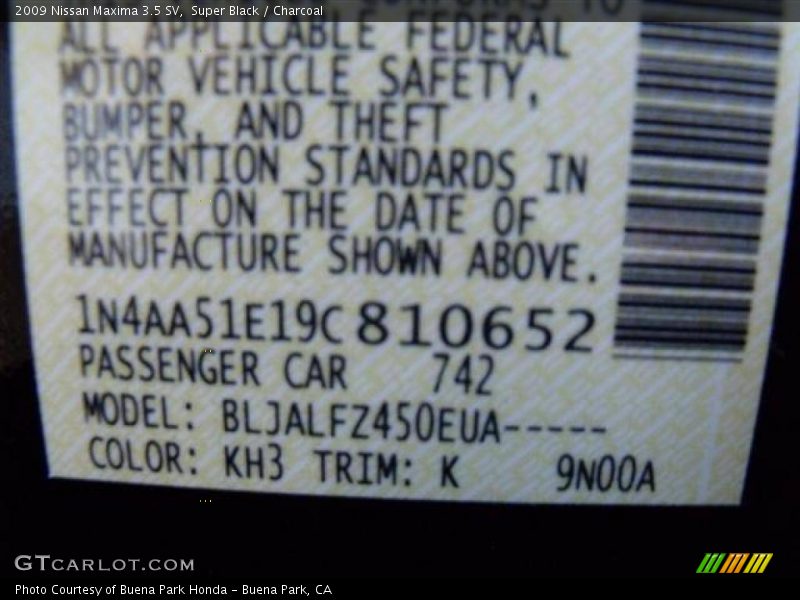 2009 Nissan Maxima 3.5 SV, Super Black / Charcoal
TO
ALL APPLICABLE FEDERAL
MOTOR VEHICLE SAFETY,
BUMPER, AND THEFT
PREVENTION STANDARDS IN
EFFECT ON THE DATE OF
MANUFACTURE SHOWN ABOVE.
1N4AA51E19C810652
PASSENGER CAR 742
MODEL: BLJALFZ450EUA-----
COLOR: KH3 TRIM: K 9N00A
GTCARLOT.COM
Photo Courtesy of Buena Park Honda - Buena Park, CA